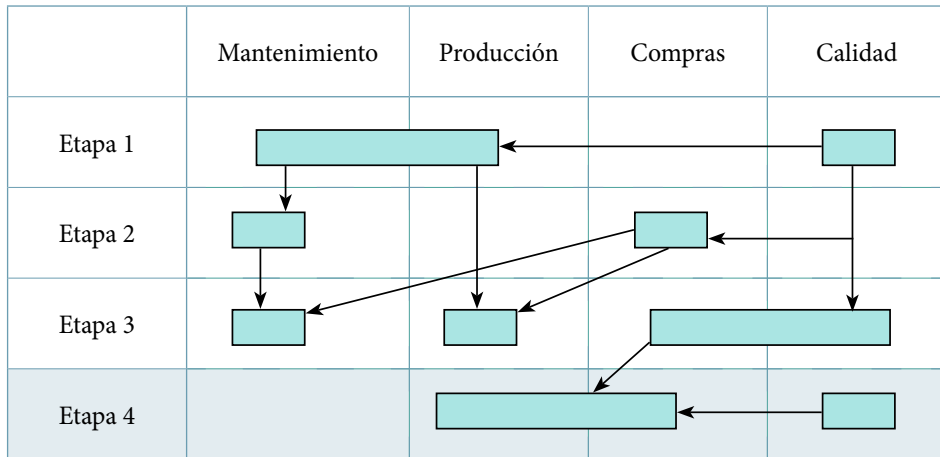 Mantenimiento Producción Compras Calidad
Etapa 1
Etapa 2
Etapa 3
Etapa 4